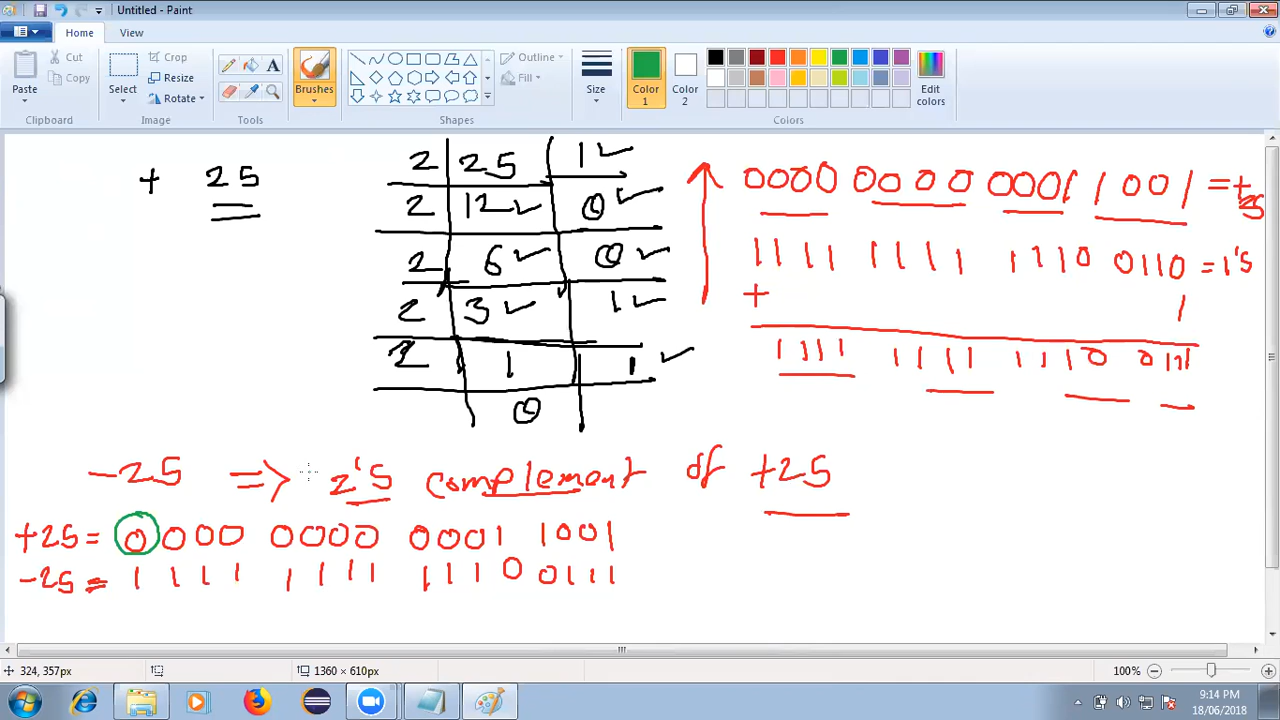 Untitled - Paint
Home View
Paste
Cut
Copy
Clipboard
Select
Crop
Resize
Rotate
Image
A
Tools
Brushes
Shapes
Outline
Fill
Size
Color 1
Color 2
Colors
Edit colors
+ 25
2 25 1
2 12 0
2 6 0
2 3 1
2 1 1
0
0000 0000 0001 1001 = +25
1111 1111 1110 0110 = 1's
+ 1
1111 1111 1110 0111
-25 => 2's complement of +25
+25 = 0000 0000 0001 1001
-25 = 1111 1111 1110 0111
324, 357px
1360 × 610px
100%
9:14 PM
18/06/2018